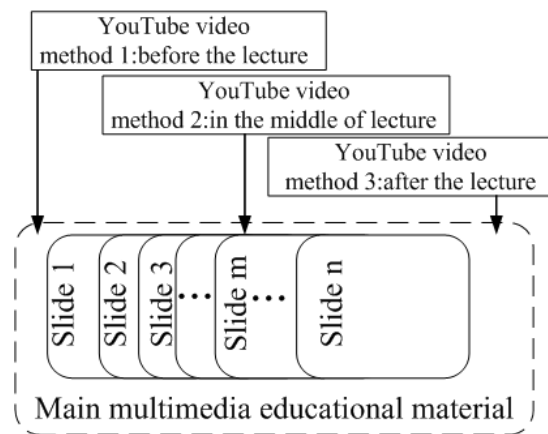 YouTube video
method 1:before the lecture
YouTube video
method 2:in the middle of lecture
YouTube video
method 3:after the lecture
Slide 1
Slide 2
Slide 3
...
Slide m
...
Slide n
Main multimedia educational material